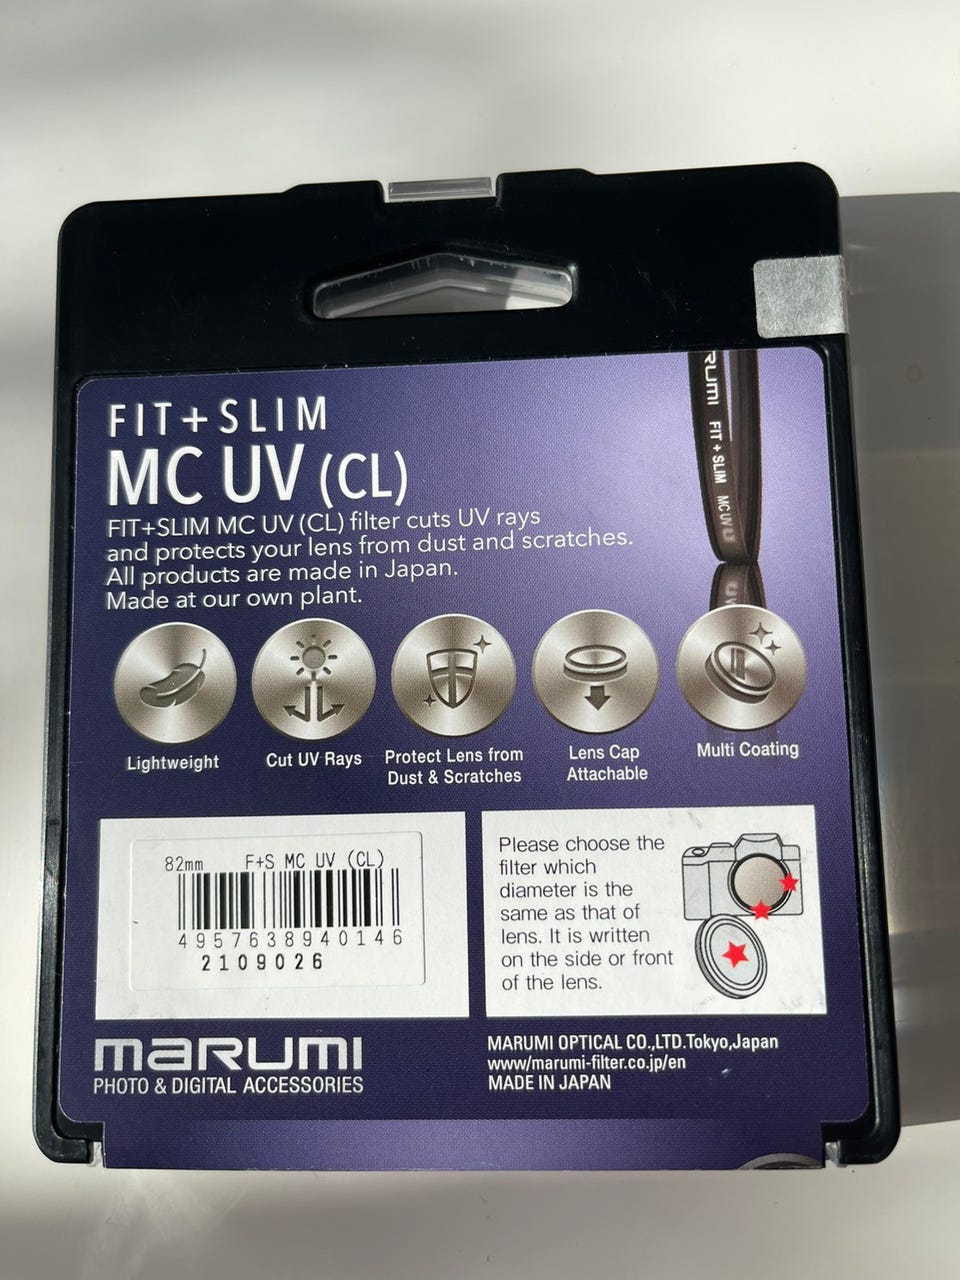 RUMI FIT + SLIM MC UV
FIT+SLIM
MC UV (CL)
FIT+SLIM MC UV (CL) filter cuts UV rays
and protects your lens from dust and scratches.
All products are made in Japan.
Made at our own plant.
Lightweight
Cut UV Rays
Protect Lens from
Dust & Scratches
Lens Cap
Attachable
Multi Coating
82mm F+S MC UV (CL)
4957638940146
2109026
Please choose the
filter which
diameter is the
same as that of
lens. It is written
on the side or front
of the lens.
marumi
PHOTO & DIGITAL ACCESSORIES
MARUMI OPTICAL CO.,LTD.Tokyo,Japan
www/marumi-filter.co.jp/en
MADE IN JAPAN